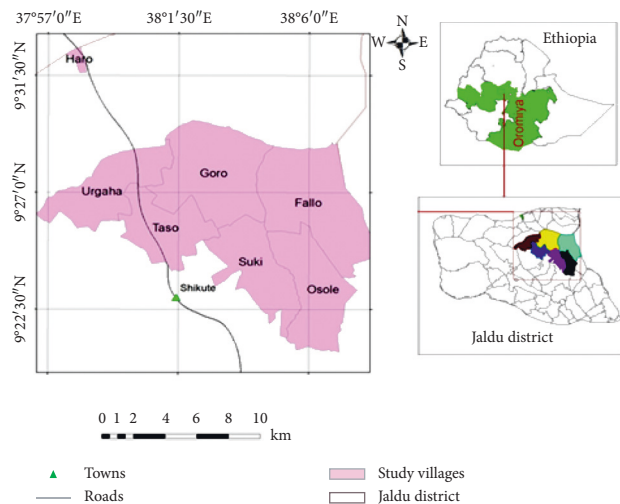 37°57′0″E 38°1′30″E 38°6′0″E
N
W E
S
Ethiopia
Haro
9°31′30″N
Oromiya
Goro
Urgaha
Fallo
9°27′0″N
Taso
Suki
Shikute
Osole
9°22′30″N
Jaldu district
0 1 2 4 6 8 10
km
Towns
Study villages
Roads
Jaldu district